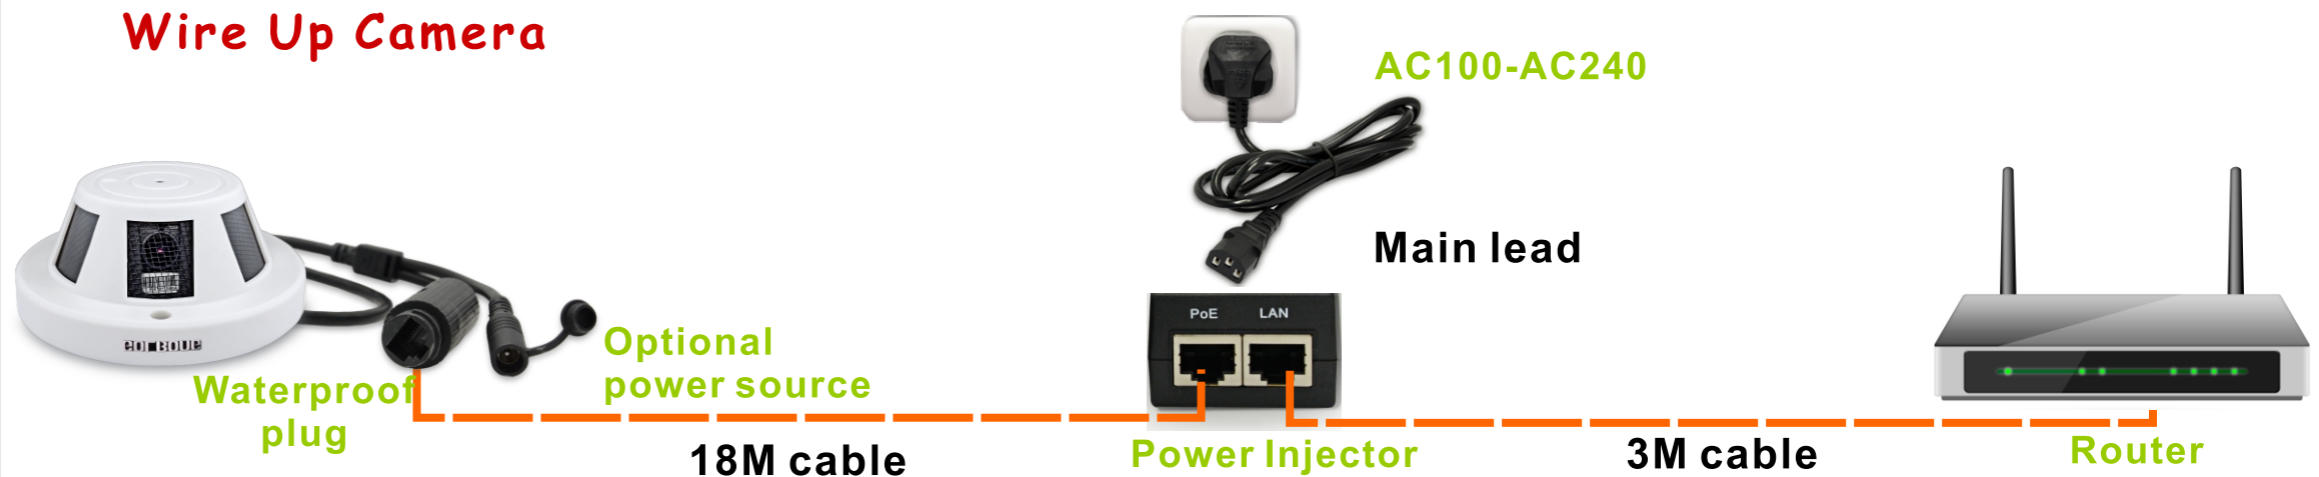 Wire Up Camera
AC100-AC240
Main lead
PoE LAN
Optional
power source
Waterproof
plug
18M cable
Power Injector
3M cable
Router